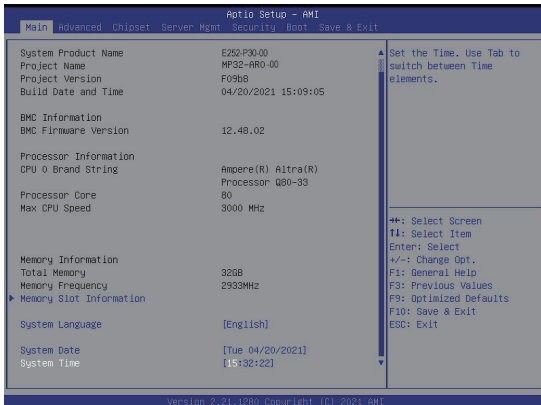 Aptio Setup - AMI
Main Advanced Chipset Server Mgmt Security Boot Save & Exit
System Product Name E252-P30-00
Project Name MP32-AR0-00
Project Version F09b8
Build Date and Time 04/20/2021 15:09:05
BMC Information
BMC Firmware Version 12.48.02
Processor Information
CPU 0 Brand String Ampere(R) Altra(R)
Processor Q80-33
Processor Core 80
Max CPU Speed 3000 MHz
Memory Information
Total Memory 32GB
Memory Frequency 2933MHz
Memory Slot Information
System Language [English]
System Date [Tue 04/20/2021]
System Time [15:32:22]
Set the Time. Use Tab to
switch between Time
elements.
→←: Select Screen
↑↓: Select Item
Enter: Select
+/-: Change Opt.
F1: General Help
F3: Previous Values
F9: Optimized Defaults
F10: Save & Exit
ESC: Exit
Version 2.21.1280 Copyright (C) 2021 AMI